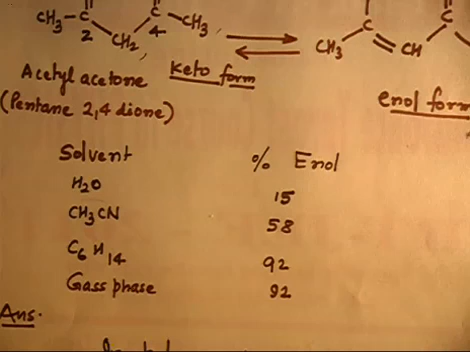 CH3 – C C – CH3
2 4
CH2
CH3 CH
Acetyl acetone keto form
(Pentane 2,4 dione) enol form
Solvent % Enol
H2O 15
CH3CN 58
C6H14 92
Gass phase 92
Ans.